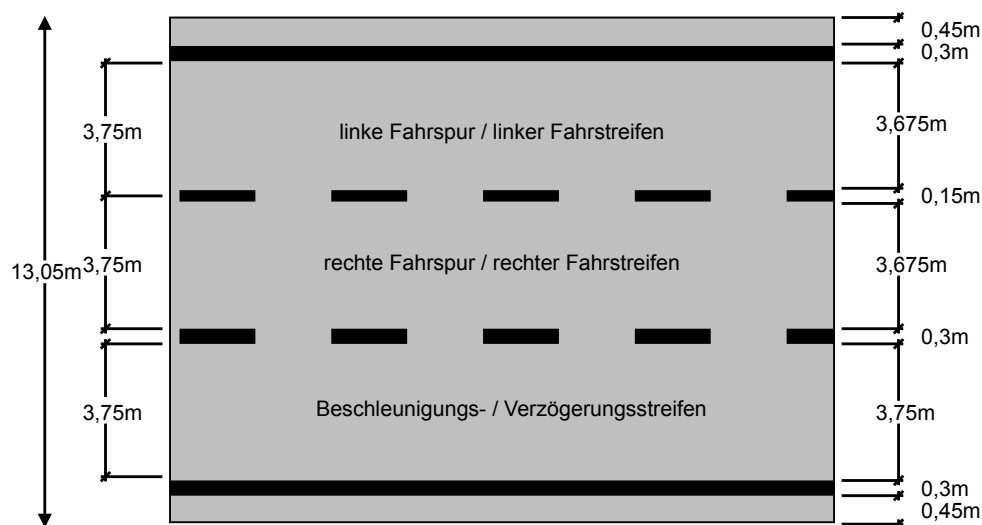 0,45m
0,3m
3,75m
linke Fahrspur / linker Fahrstreifen
3,675m
0,15m
13,05m
3,75m
rechte Fahrspur / rechter Fahrstreifen
3,675m
0,3m
3,75m
Beschleunigungs- / Verzögerungsstreifen
3,75m
0,3m
0,45m